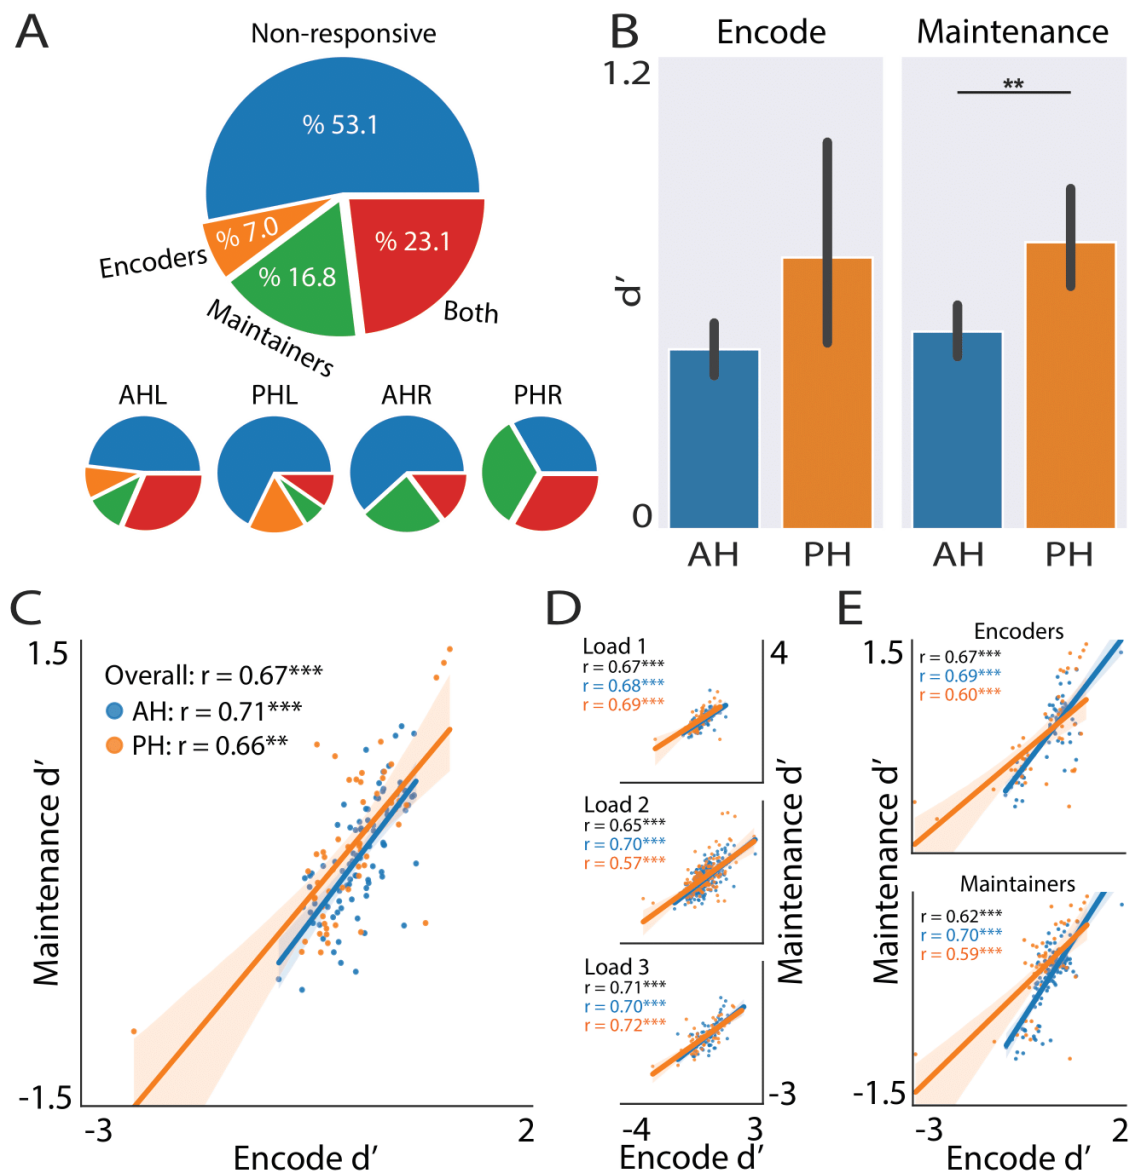 A
Non-responsive
% 53.1
% 7.0
% 16.8
% 23.1
Encoders
Maintainers
Both
AHL
PHL
AHR
PHR
B
Encode
Maintenance
1.2
**
d′
0
AH
PH
AH
PH
C
1.5
Overall: r = 0.67***
AH: r = 0.71***
PH: r = 0.66**
Maintenance d′
-1.5
-3
2
Encode d′
D
Load 1
r = 0.67***
r = 0.68***
r = 0.69***
4
Load 2
r = 0.65***
r = 0.70***
r = 0.57***
Maintenance d′
Load 3
r = 0.71***
r = 0.70***
r = 0.72***
-3
-4
3
Encode d′
E
Encoders
1.5
r = 0.67***
r = 0.69***
r = 0.60***
Maintenance d′
Maintainers
r = 0.62***
r = 0.70***
r = 0.59***
-1.5
-3
2
Encode d′